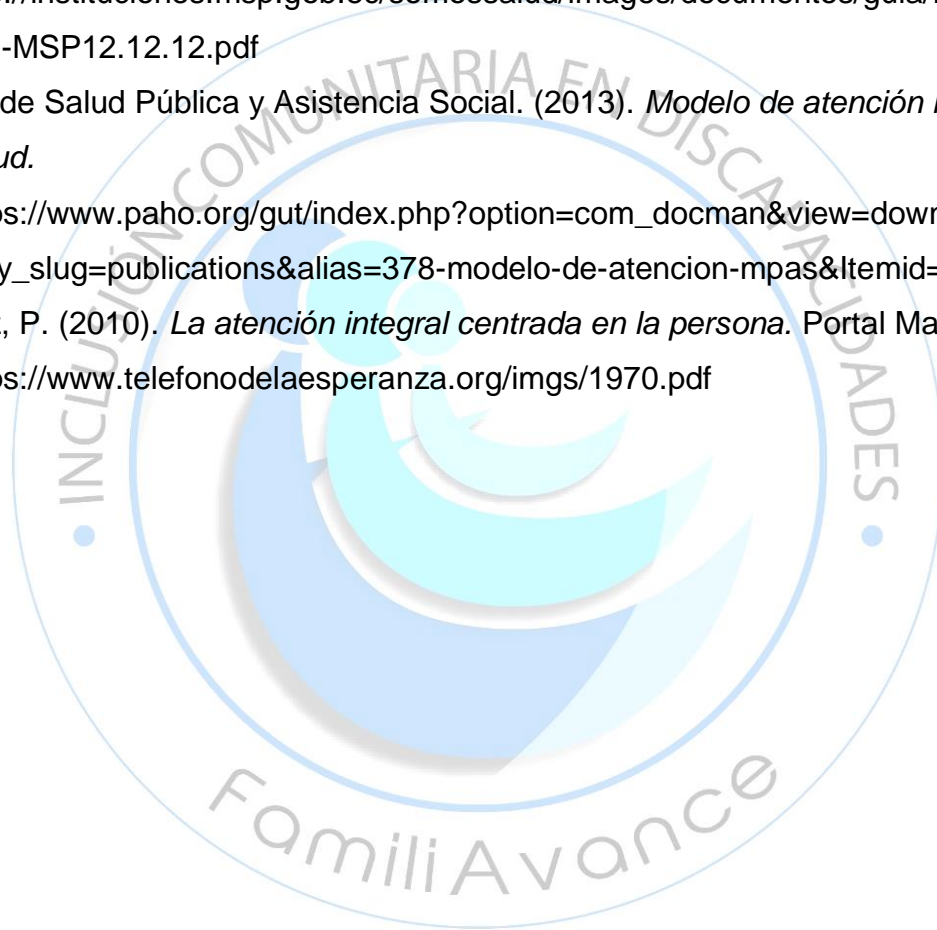 -MSP12.12.12.pdf
de Salud Pública y Asistencia Social. (2013). Modelo de atención
ud.
os://www.paho.org/gut/index.php?option=com_docman&view=down
y_slug=publications&alias=378-modelo-de-atencion-mpas&Itemid=
, P. (2010). La atención integral centrada en la persona. Portal Ma
os://www.telefonodelaesperanza.org/imgs/1970.pdf
• INCLUSIÓN COMUNITARIA EN DISCAPACIDADES •
FamiliAvance